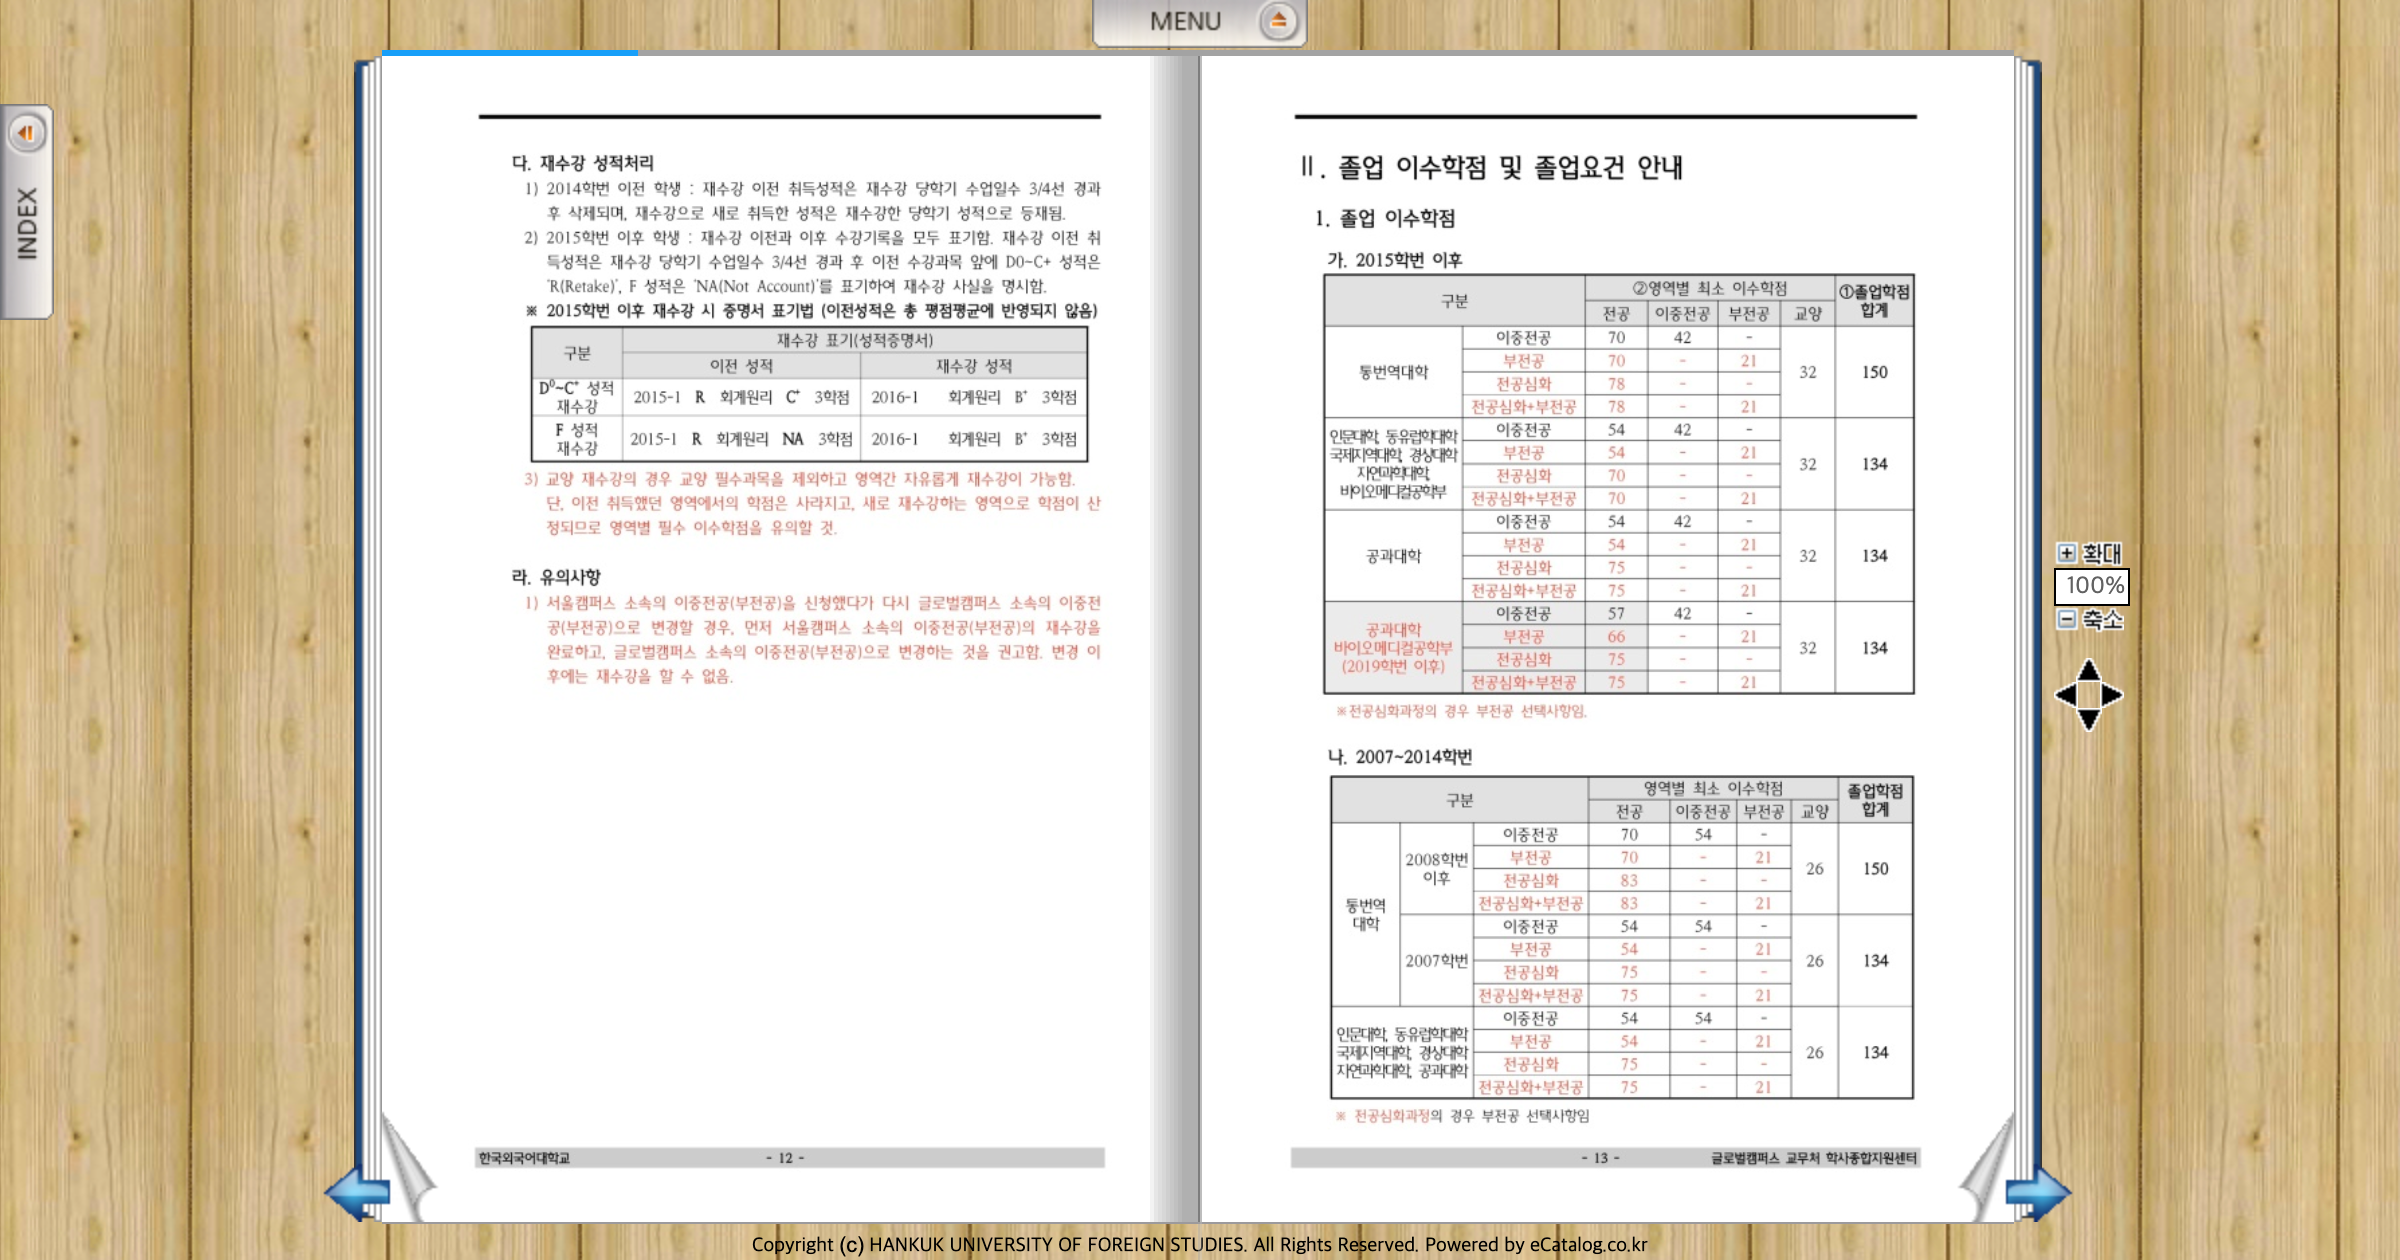 MENU
INDEX
다. 재수강 성적처리
1) 2014학번 이전 학생 : 재수강 이전 취득성적은 재수강 당학기 수업일수 3/4선 경과
후 삭제되며, 재수강으로 새로 취득한 성적은 재수강한 당학기 성적으로 등재됨.
2) 2015학번 이후 학생 : 재수강 이전과 이후 수강기록을 모두 표기함. 재수강 이전 취
득성적은 재수강 당학기 수업일수 3/4선 경과 후 이전 수강과목 앞에 D0~C+ 성적은
'R(Retake)', F 성적은 'NA(Not Account)'를 표기하여 재수강 사실을 명시함.
※ 2015학번 이후 재수강 시 증명서 표기법 (이전성적은 총 평점평균에 반영되지 않음)
구분 재수강 표기(성적증명서)
이전 성적 재수강 성적
D⁰~C⁺ 성적 재수강 2015-1 R 회계원리 C⁺ 3학점 2016-1 회계원리 B⁺ 3학점
F 성적 재수강 2015-1 R 회계원리 NA 3학점 2016-1 회계원리 B⁺ 3학점
3) 교양 재수강의 경우 교양 필수과목을 제외하고 영역간 자유롭게 재수강이 가능함.
단, 이전 취득했던 영역에서의 학점은 사라지고, 새로 재수강하는 영역으로 학점이 산
정되므로 영역별 필수 이수학점을 유의할 것.
라. 유의사항
1) 서울캠퍼스 소속의 이중전공(부전공)을 신청했다가 다시 글로벌캠퍼스 소속의 이중전
공(부전공)으로 변경할 경우, 먼저 서울캠퍼스 소속의 이중전공(부전공)의 재수강을
완료하고, 글로벌캠퍼스 소속의 이중전공(부전공)으로 변경하는 것을 권고함. 변경 이
후에는 재수강을 할 수 없음.
한국외국어대학교 - 12 -
Ⅱ. 졸업 이수학점 및 졸업요건 안내
1. 졸업 이수학점
가. 2015학번 이후
구분 ②영역별 최소 이수학점 ①졸업학점 합계
전공 이중전공 부전공 교양
통번역대학 이중전공 70 42 - 32 150
부전공 70 - 21
전공심화 78 - -
전공심화+부전공 78 - 21
인문대학, 동유럽학대학 국제지역대학, 경상대학 자연과학대학, 바이오메디컬공학부 이중전공 54 42 - 32 134
부전공 54 - 21
전공심화 70 - -
전공심화+부전공 70 - 21
공과대학 이중전공 54 42 - 32 134
부전공 54 - 21
전공심화 75 - -
전공심화+부전공 75 - 21
공과대학 바이오메디컬공학부 (2019학번 이후) 이중전공 57 42 - 32 134
부전공 66 - 21
전공심화 75 - -
전공심화+부전공 75 - 21
※전공심화과정의 경우 부전공 선택사항임.
나. 2007~2014학번
구분 영역별 최소 이수학점 졸업학점 합계
전공 이중전공 부전공 교양
통번역 대학 2008학번 이후 이중전공 70 54 - 26 150
부전공 70 - 21
전공심화 83 - -
전공심화+부전공 83 - 21
2007학번 이중전공 54 54 - 26 134
부전공 54 - 21
전공심화 75 - -
전공심화+부전공 75 - 21
인문대학, 동유럽학대학 국제지역대학, 경상대학 자연과학대학, 공과대학 이중전공 54 54 - 26 134
부전공 54 - 21
전공심화 75 - -
전공심화+부전공 75 - 21
※ 전공심화과정의 경우 부전공 선택사항임
- 13 - 글로벌캠퍼스 교무처 학사종합지원센터
확대
100%
축소
Copyright (c) HANKUK UNIVERSITY OF FOREIGN STUDIES. All Rights Reserved. Powered by eCatalog.co.kr